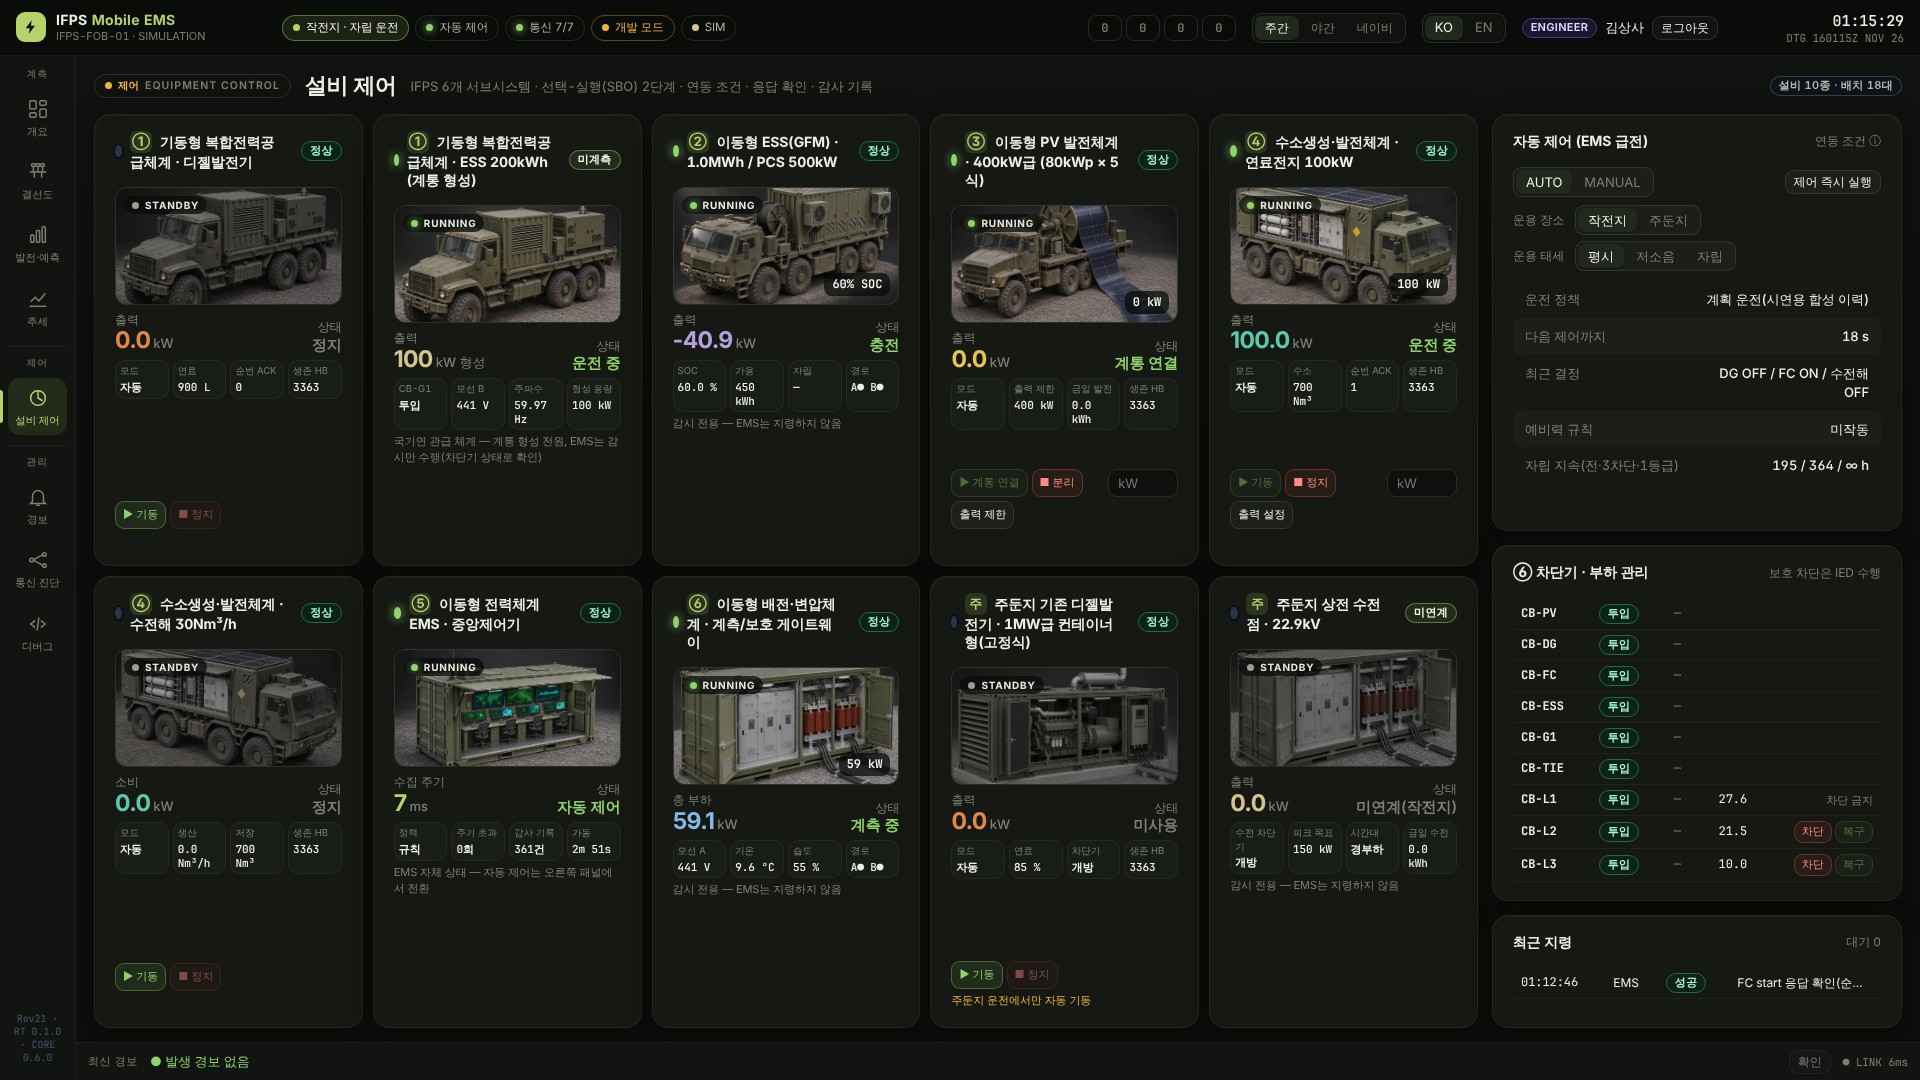 IFPS Mobile EMS
IFPS-FOB-01 · SIMULATION
작전지 · 자립 운전
자동 제어
통신 7/7
개발 모드
SIM
0 0 0 0
주간 야간 네이비
KO EN
ENGINEER 김상사 로그아웃
01:15:29
DTG 160115Z NOV 26
계측
개요
결선도
발전·예측
추세
제어
설비 제어
관리
경보
통신 진단
디버그
Rev21 ·
RT 0.1.0
· CORE
0.6.0
제어 EQUIPMENT CONTROL
설비 제어
IFPS 6개 서브시스템 · 선택-실행(SBO) 2단계 · 연동 조건 · 응답 확인 · 감사 기록
설비 10종 · 배치 18대
① 기동형 복합전력공
급체계 · 디젤발전기
정상
STANDBY
출력
0.0 kW
상태
정지
모드 자동
연료 900 L
순번 ACK 0
생존 HB 3363
▶ 기동 ■ 정지
① 기동형 복합전력공
급체계 · ESS 200kWh
(계통 형성)
미계측
RUNNING
출력
100 kW 형성
상태
운전 중
CB-G1 투입
모선 B 441 V
주파수 59.97 Hz
형성 용량 100 kW
국기연 관급 체계 — 계통 형성 전원, EMS는 감
시만 수행(차단기 상태로 확인)
② 이동형 ESS(GFM) ·
1.0MWh / PCS 500kW
정상
RUNNING
60% SOC
출력
-40.9 kW
상태
충전
SOC 60.0 %
가용 450 kWh
자립 —
경로 A● B●
감시 전용 — EMS는 지령하지 않음
③ 이동형 PV 발전체계
· 400kW급 (80kWp × 5
식)
정상
RUNNING
0 kW
출력
0.0 kW
상태
계통 연결
모드 자동
출력 제한 400 kW
금일 발전 0.0 kWh
생존 HB 3363
▶ 계통 연결 ■ 분리 kW
출력 제한
④ 수소생성·발전체계 ·
연료전지 100kW
정상
RUNNING
100 kW
출력
100.0 kW
상태
운전 중
모드 자동
수소 700 Nm³
순번 ACK 1
생존 HB 3363
▶ 기동 ■ 정지 kW
출력 설정
④ 수소생성·발전체계 ·
수전해 30Nm³/h
정상
STANDBY
소비
0.0 kW
상태
정지
모드 자동
생산 0.0 Nm³/h
저장 700 Nm³
생존 HB 3363
▶ 기동 ■ 정지
⑤ 이동형 전력체계
EMS · 중앙제어기
정상
RUNNING
수집 주기
7 ms
상태
자동 제어
정책 규칙
주기 초과 0회
감사 기록 361건
가동 2m 51s
EMS 자체 상태 — 자동 제어는 오른쪽 패널에
서 전환
⑥ 이동형 배전·변압체
계 · 계측/보호 게이트웨
이
정상
RUNNING
59 kW
총 부하
59.1 kW
상태
계측 중
모선 A 441 V
기온 9.6 °C
습도 55 %
경로 A● B●
감시 전용 — EMS는 지령하지 않음
주 주둔지 기존 디젤발
전기 · 1MW급 컨테이너
형(고정식)
정상
STANDBY
출력
0.0 kW
상태
미사용
모드 자동
연료 85 %
차단기 개방
생존 HB 3363
▶ 기동 ■ 정지
주둔지 운전에서만 자동 기동
주 주둔지 상전 수전
점 · 22.9kV
미연계
STANDBY
출력
0.0 kW
상태
미연계(작전지)
수전 차단기 개방
피크 목표 150 kW
시간대 경부하
금일 수전 0.0 kWh
감시 전용 — EMS는 지령하지 않음
자동 제어 (EMS 급전)
연동 조건 ⓘ
AUTO MANUAL
제어 즉시 실행
운용 장소 작전지 주둔지
운용 태세 평시 저소음 자립
운전 정책 계획 운전(시연용 합성 이력)
다음 제어까지 18 s
최근 결정 DG OFF / FC ON / 수전해
OFF
예비력 규칙 미작동
자립 지속(전·3차단·1등급) 195 / 364 / ∞ h
⑥ 차단기 · 부하 관리
보호 차단은 IED 수행
CB-PV 투입 —
CB-DG 투입 —
CB-FC 투입 —
CB-ESS 투입 —
CB-G1 투입 —
CB-TIE 투입 —
CB-L1 투입 — 27.6 차단 금지
CB-L2 투입 — 21.5 차단 복구
CB-L3 투입 — 10.0 차단 복구
최근 지령
대기 0
01:12:46 EMS 성공 FC start 응답 확인(순...
최신 경보 발생 경보 없음
확인
LINK 6ms